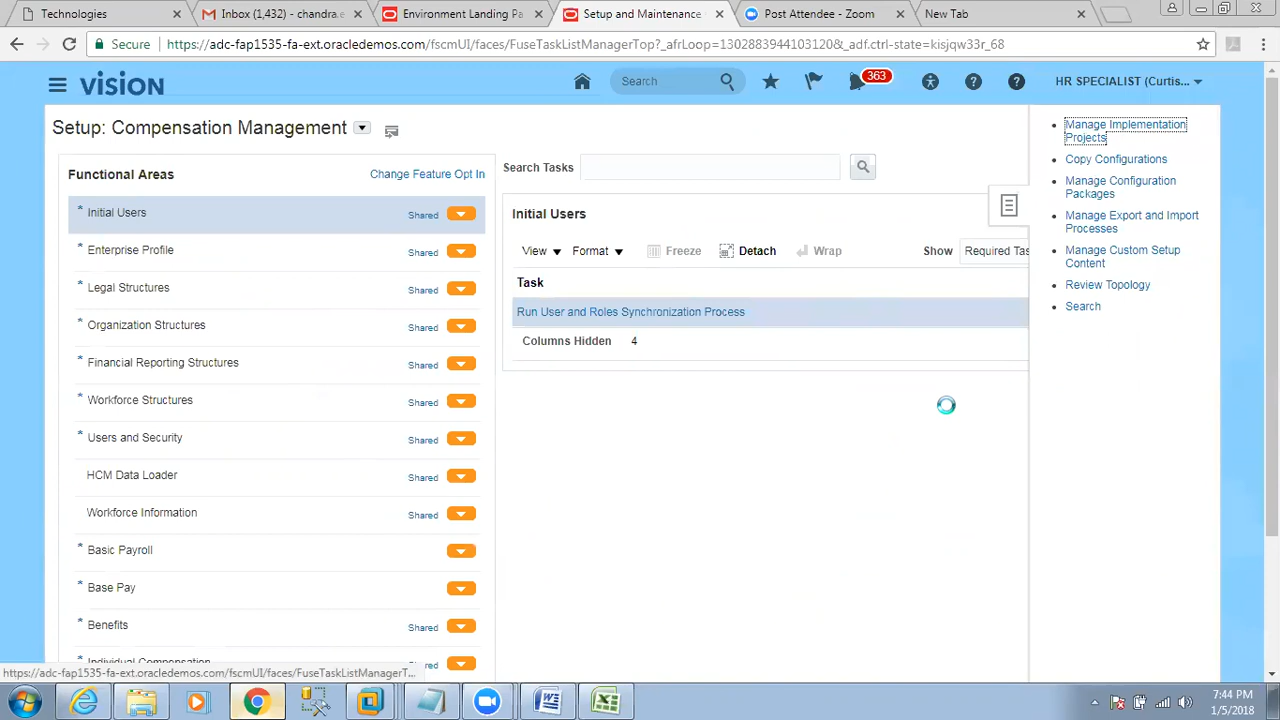 Technologies
Inbox (1,432) - chandra.e
Environment Landing Pa
Setup and Maintenance
Post Attendee - Zoom
New Tab
Secure
https://adc-fap1535-fa-ext.oracledemos.com/fscmUI/faces/FuseTaskListManagerTop?_afrLoop=13028839441031208&_adf.ctrl-state=kisjqw33r_68
VISION
Search
363
HR SPECIALIST (Curtis...
Setup: Compensation Management
Functional Areas
Change Feature Opt In
* Initial Users Shared
* Enterprise Profile Shared
* Legal Structures Shared
* Organization Structures Shared
* Financial Reporting Structures Shared
* Workforce Structures Shared
* Users and Security Shared
HCM Data Loader Shared
Workforce Information Shared
* Basic Payroll
* Base Pay
* Benefits Shared
Search Tasks
Initial Users
View Format Freeze Detach Wrap Show Required Tas
Task
Run User and Roles Synchronization Process
Columns Hidden 4
Manage Implementation
Projects
Copy Configurations
Manage Configuration
Packages
Manage Export and Import
Processes
Manage Custom Setup
Content
Review Topology
Search
https://adc-fap1535-fa-ext.oracledemos.com/fscmUI/faces/FuseTaskListManagerT...
7:44 PM
1/5/2018